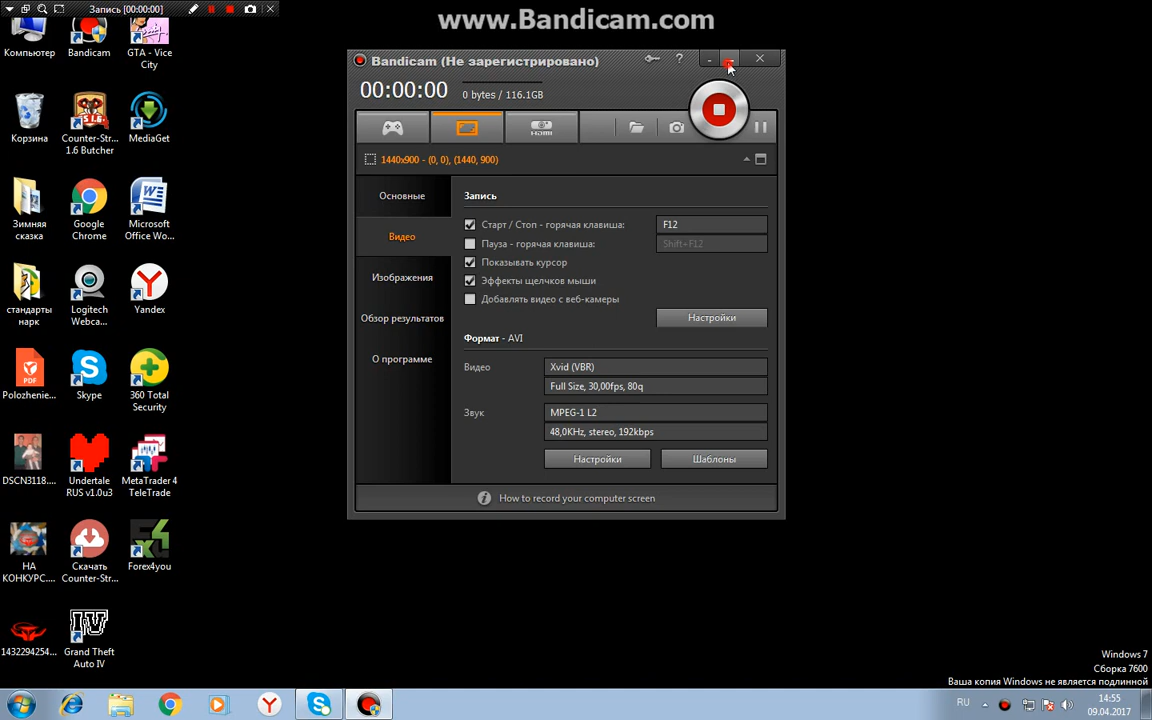 www.Bandicam.com
Запись [00:00:00]
Компьютер
Bandicam
GTA - Vice
City
Корзина
Counter-Str...
1.6 Butcher
MediaGet
Зимняя
сказка
Google
Chrome
Microsoft
Office Wo...
стандарты
нарк
Logitech
Webca...
Yandex
PDF
Polozhenie...
Skype
360 Total
Security
DSCN3118....
Undertale
RUS v1.0u3
MetaTrader 4
TeleTrade
НА
КОНКУРС....
Скачать
Counter-Str...
Forex4you
1432294254...
IV
Grand Theft
Auto IV
Bandicam (Не зарегистрировано)
?
00:00:00
0 bytes / 116.1GB
HDMI
1440x900 - (0, 0), (1440, 900)
Основные
Видео
Изображения
Обзор результатов
О программе
Запись
Старт / Стоп - горячая клавиша:
F12
Пауза - горячая клавиша:
Shift+F12
Показывать курсор
Эффекты щелчков мыши
Добавлять видео с веб-камеры
Настройки
Формат - AVI
Видео
Xvid (VBR)
Full Size, 30,00fps, 80q
Звук
MPEG-1 L2
48,0KHz, stereo, 192kbps
Настройки
Шаблоны
How to record your computer screen
Windows 7
Сборка 7600
Ваша копия Windows не является подлинной
RU
14:55
09.04.2017